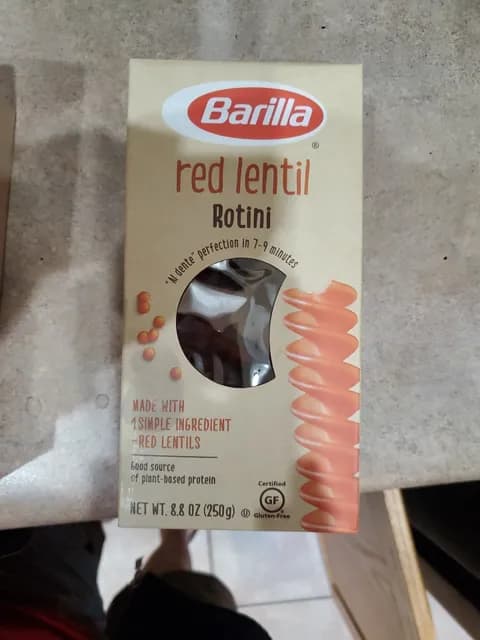 Barilla
®
red lentil
Rotini
"Al dente" perfection in 7-9 minutes
MADE WITH
1 SIMPLE INGREDIENT
-RED LENTILS
Good source
of plant-based protein
Certified
GF
Gluten-Free
NET WT. 8.8 OZ (250g) Ⓤ